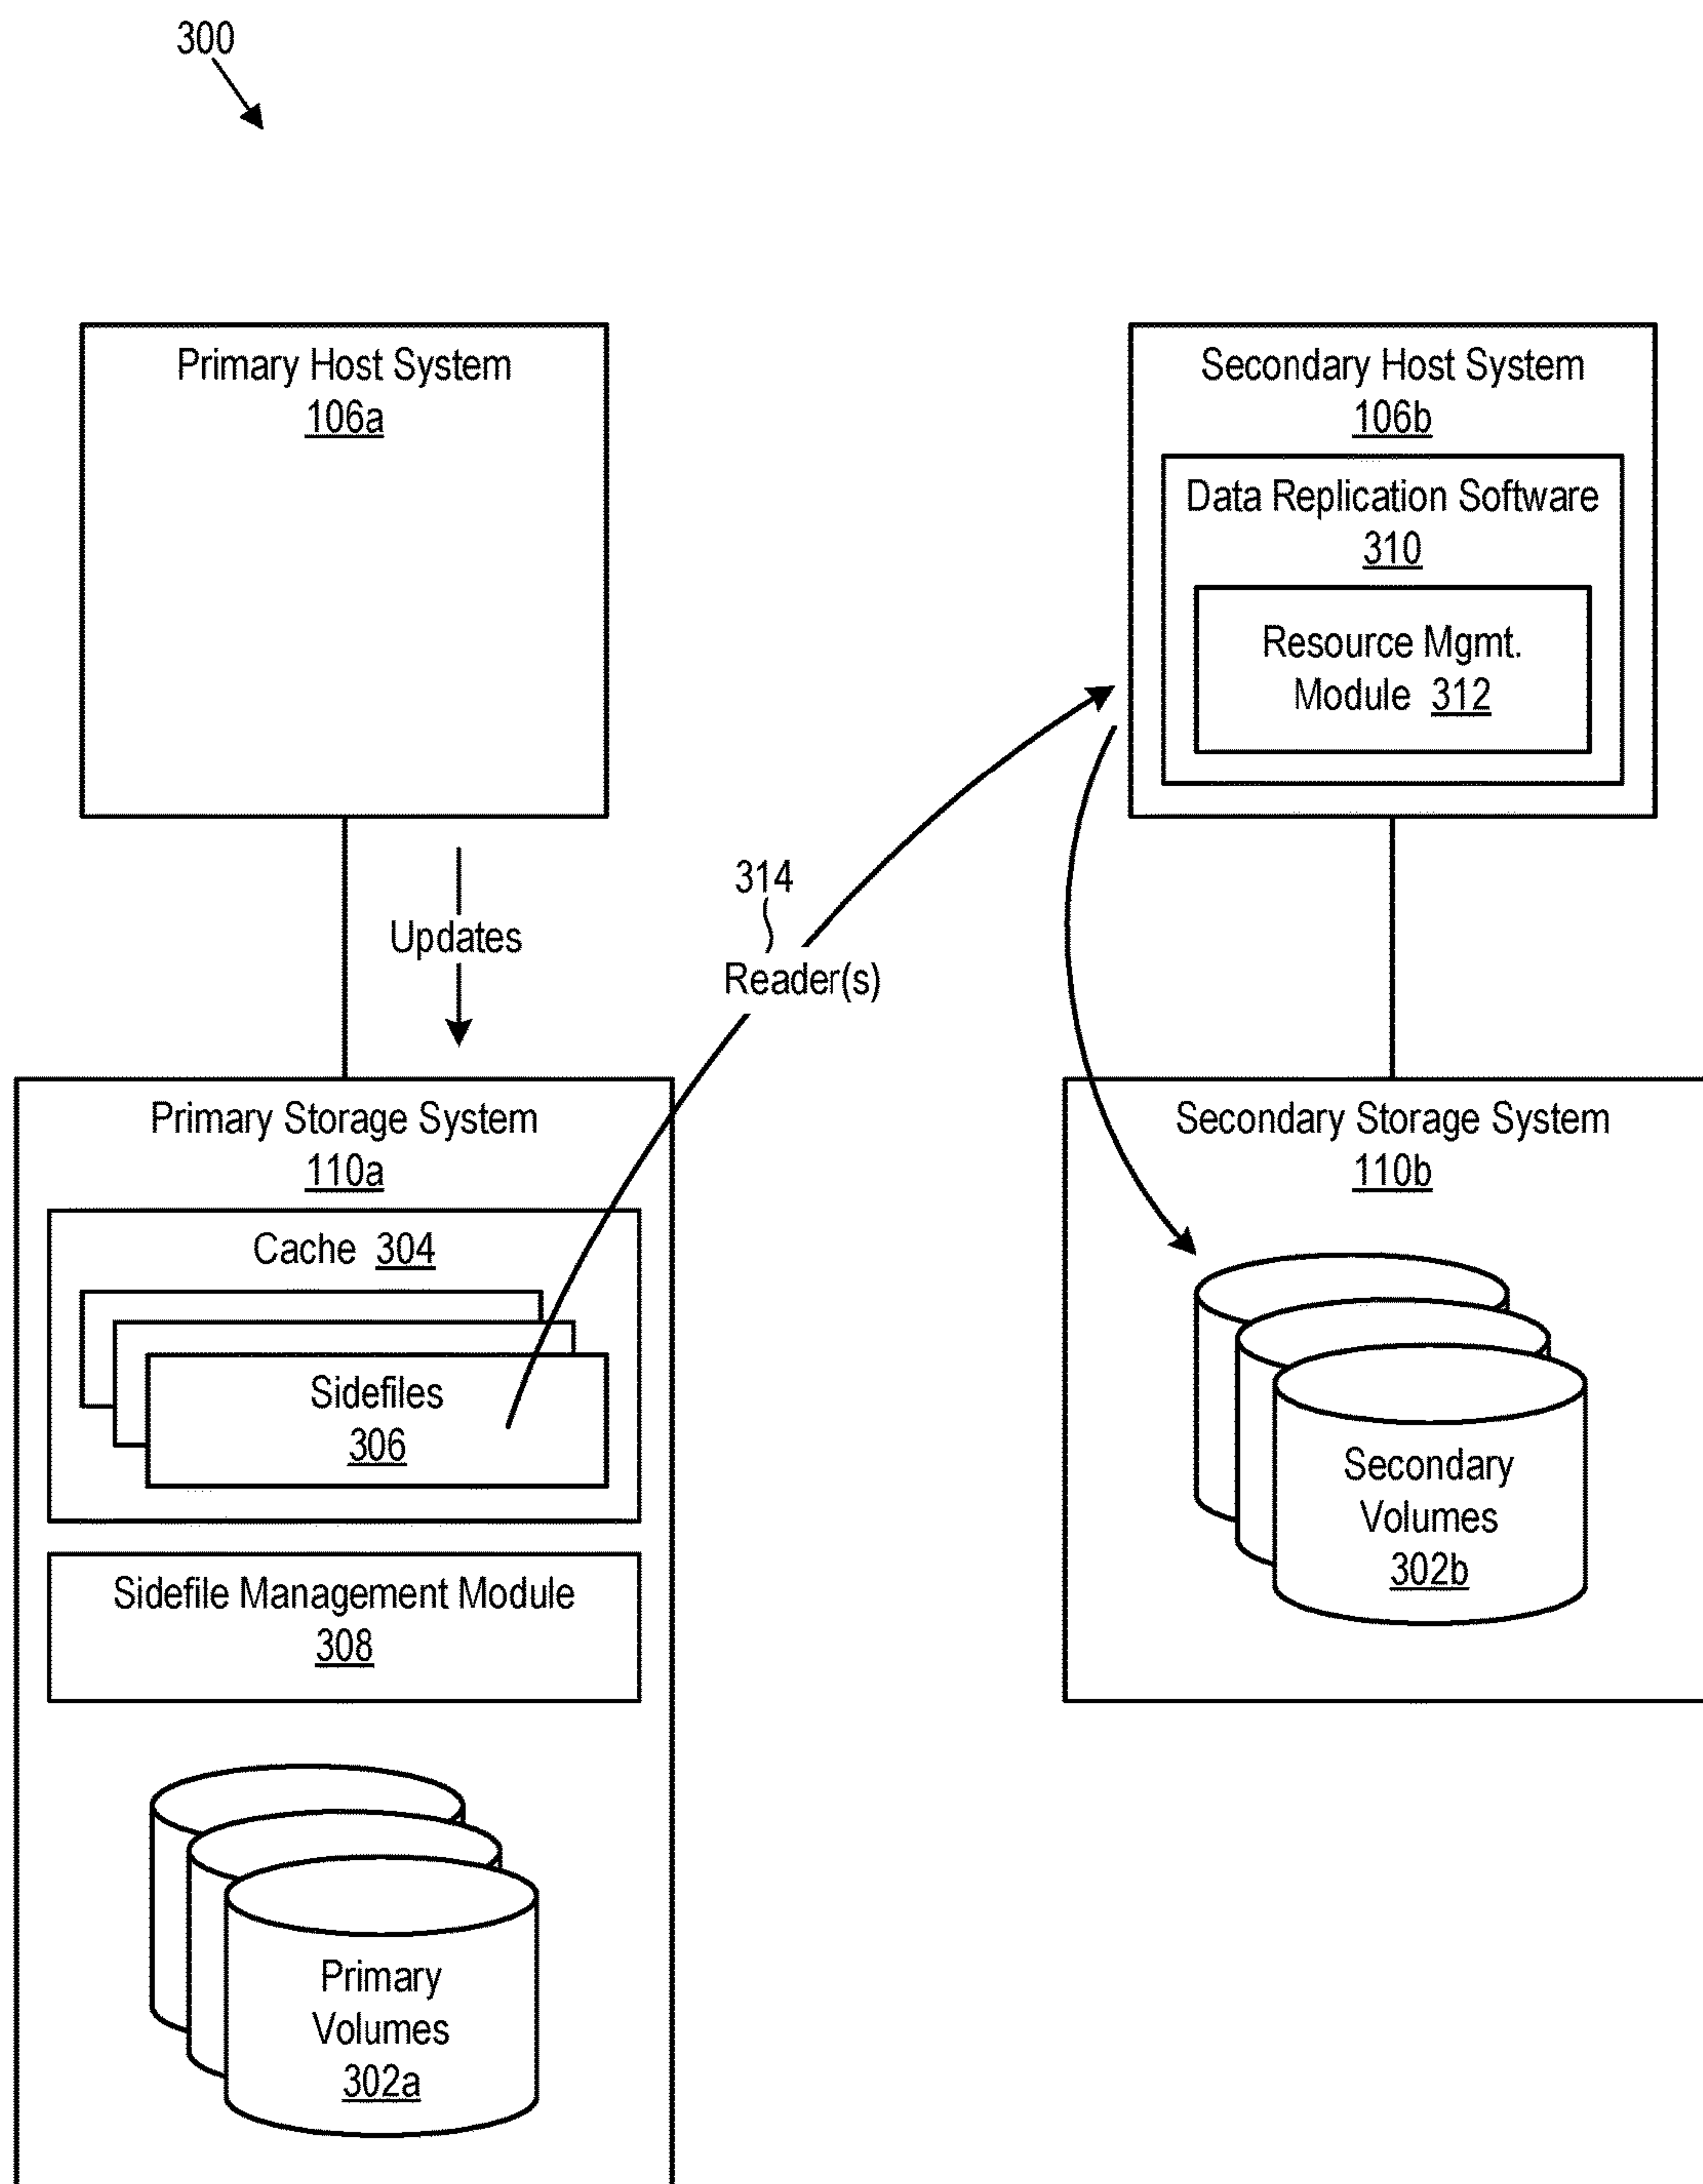 300
Primary Host System
106a
Secondary Host System
106b
Data Replication Software
310
Resource Mgmt.
Module 312
Updates
314
Reader(s)
Primary Storage System
110a
Cache 304
Sidefiles
306
Sidefile Management Module
308
Primary
Volumes
302a
Secondary Storage System
110b
Secondary
Volumes
302b